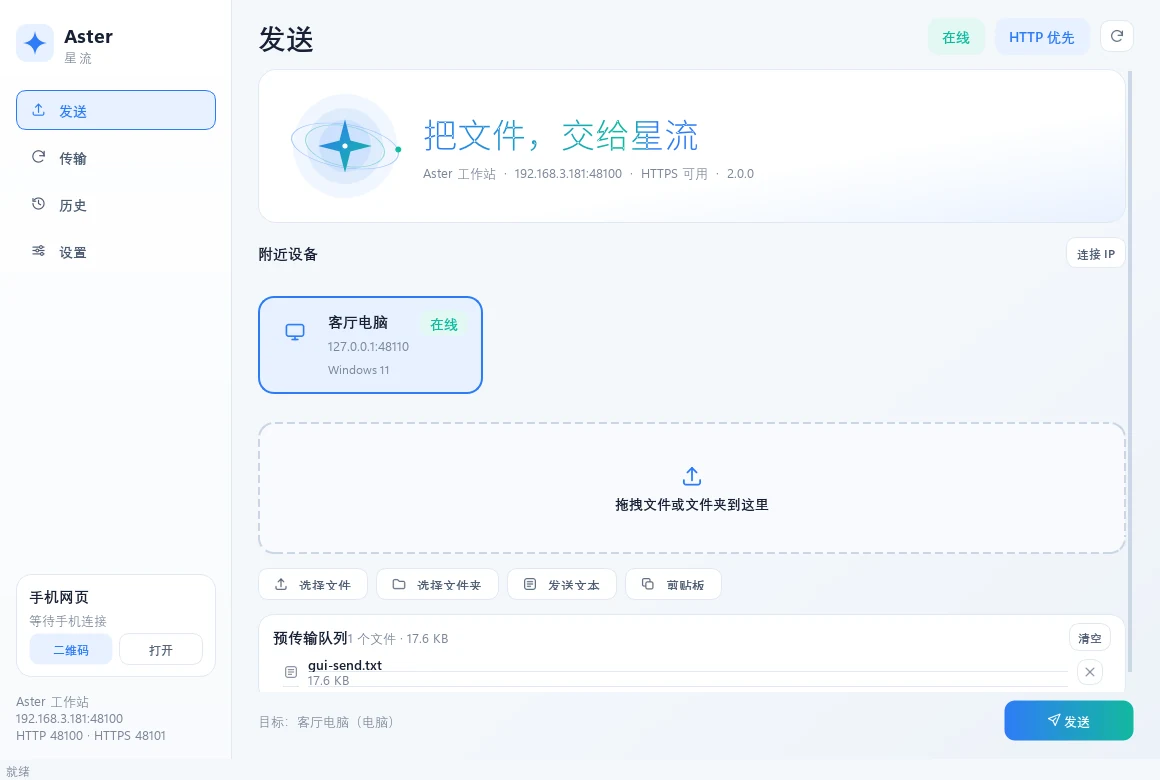 Aster
星流
发送
传输
历史
设置
手机网页
等待手机连接
二维码 打开
Aster 工作站
192.168.3.181:48100
HTTP 48100 · HTTPS 48101
就绪
发送
在线 HTTP 优先
把文件，交给星流
Aster 工作站 · 192.168.3.181:48100 · HTTPS 可用 · 2.0.0
附近设备
连接 IP
客厅电脑 在线
127.0.0.1:48110
Windows 11
拖拽文件或文件夹到这里
选择文件 选择文件夹 发送文本 剪贴板
预传输队列1 个文件 · 17.6 KB 清空
gui-send.txt
17.6 KB
目标：客厅电脑（电脑） 发送